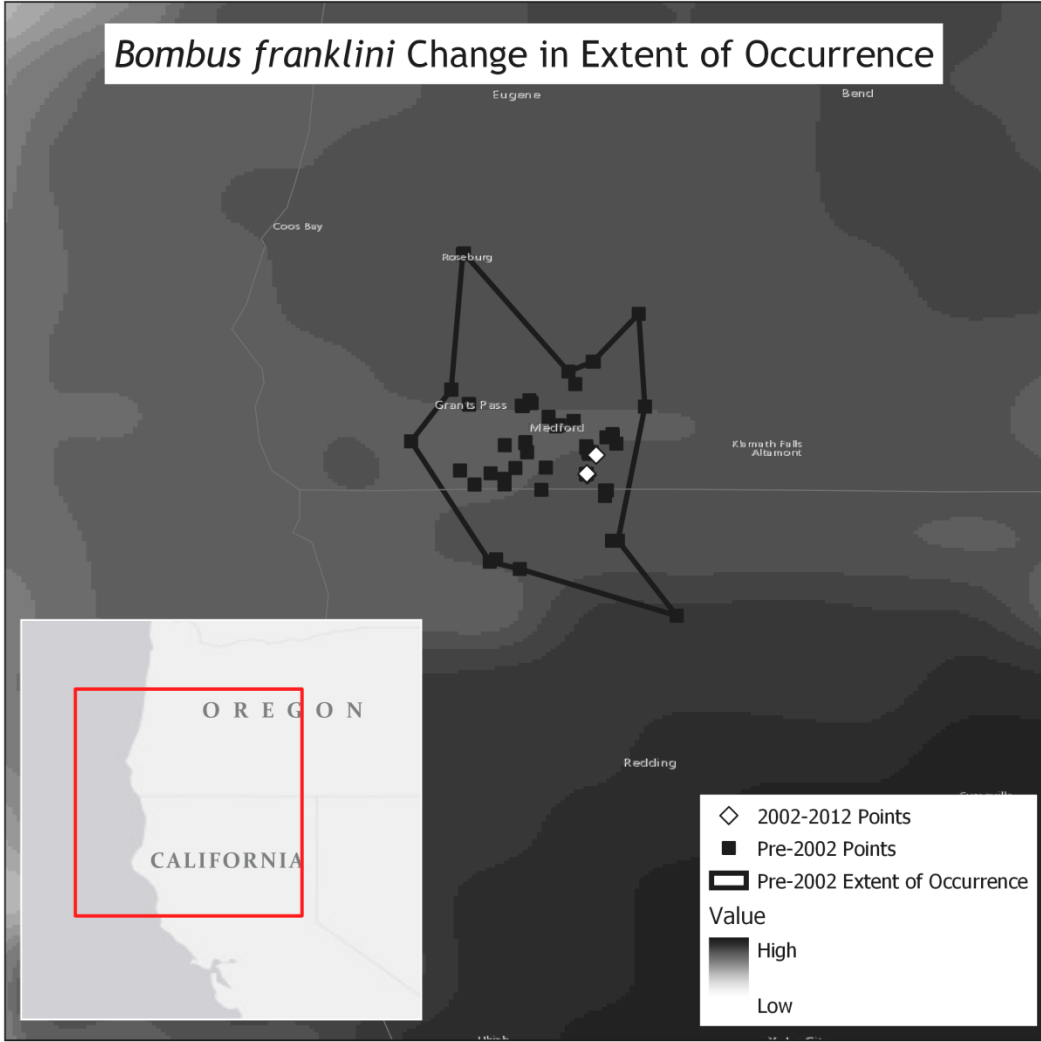 Bombus franklini Change in Extent of Occurrence
Eugene
Bend
Coos Bay
Roseburg
Grants Pass
Medford
Klamath Falls
Altamont
OREGON
CALIFORNIA
Redding
2002-2012 Points
Pre-2002 Points
Pre-2002 Extent of Occurrence
Value
High
Low